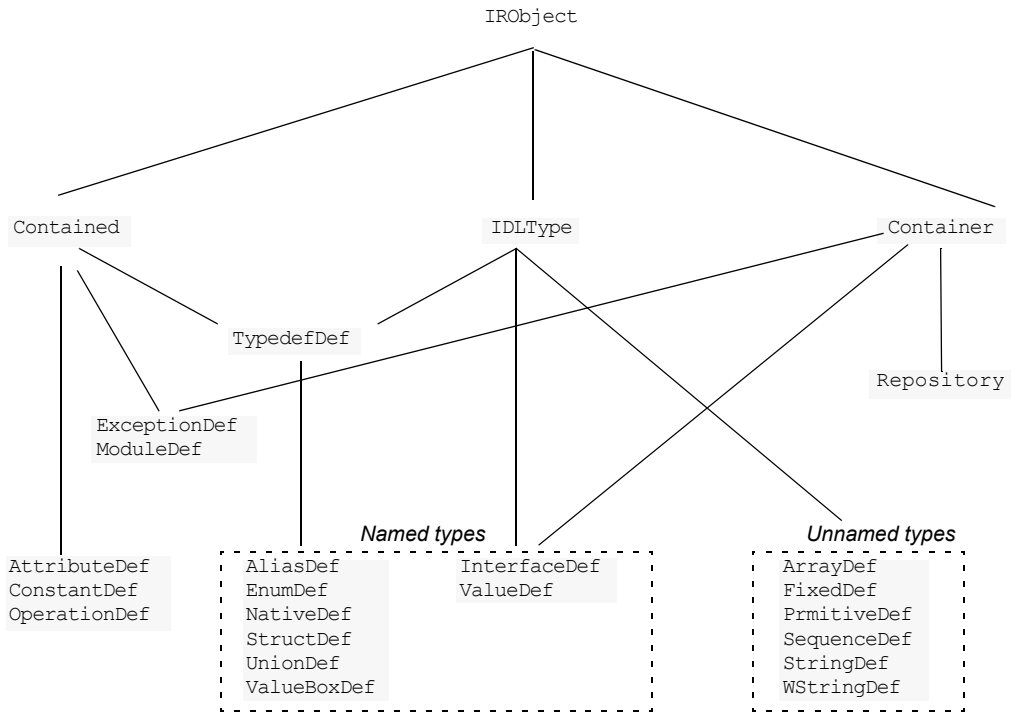 IRObject
Contained
IDLType
Container
TypedefDef
Repository
ExceptionDef
ModuleDef
Named types
Unnamed types
AttributeDef
ConstantDef
OperationDef
AliasDef
EnumDef
NativeDef
StructDef
UnionDef
ValueBoxDef
InterfaceDef
ValueDef
ArrayDef
FixedDef
PrmitiveDef
SequenceDef
StringDef
WStringDef